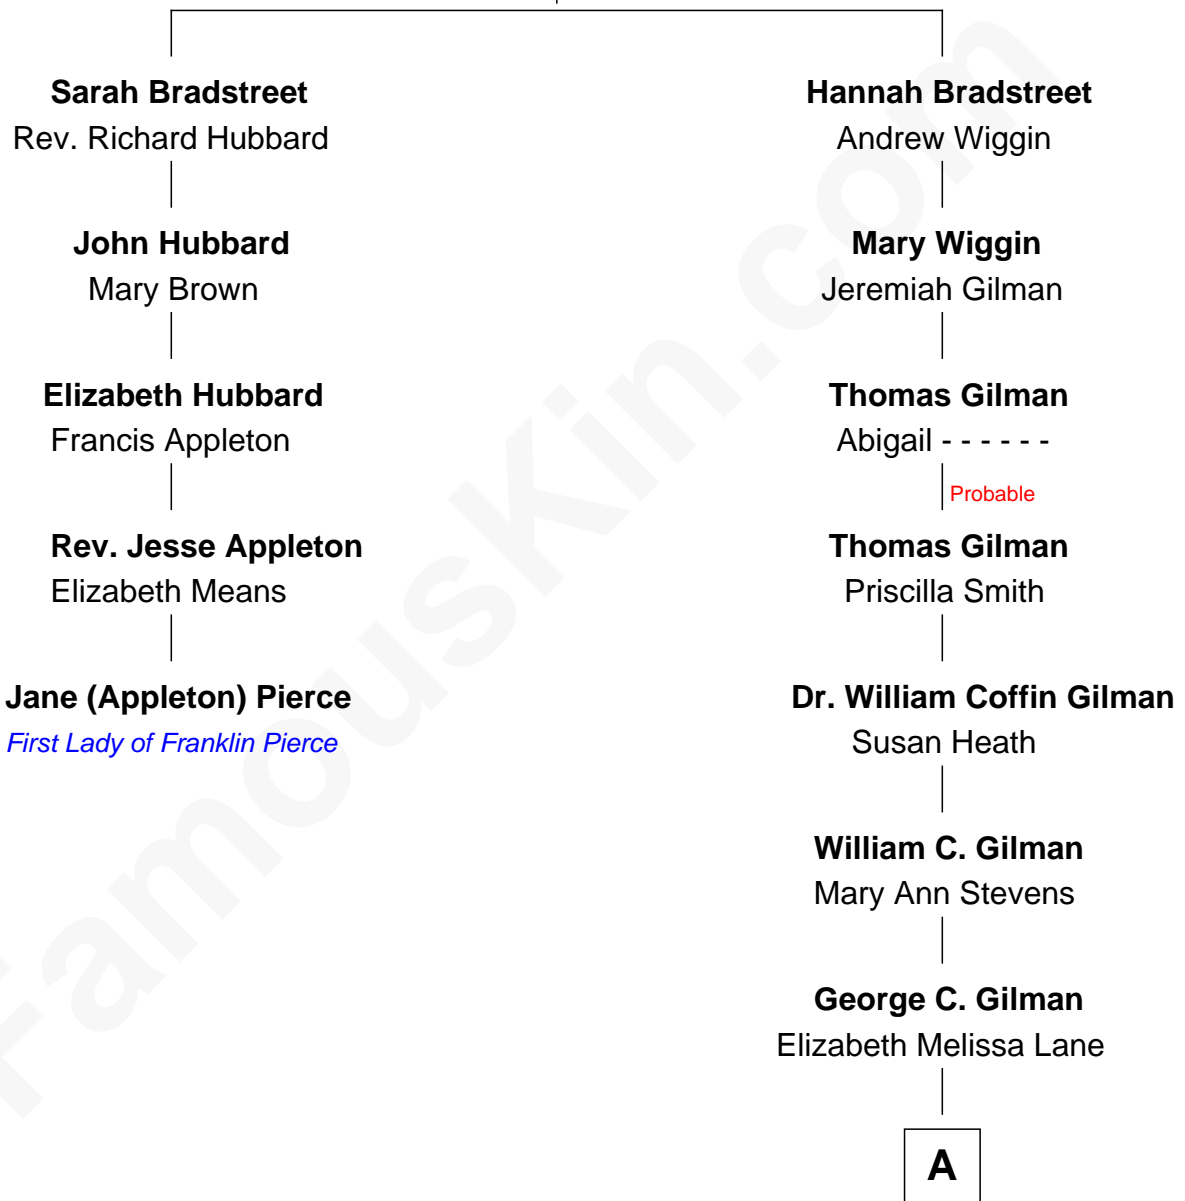 Sarah Bradstreet
Rev. Richard Hubbard
John Hubbard
Mary Brown
Elizabeth Hubbard
Francis Appleton
Rev. Jesse Appleton
Elizabeth Means
Jane (Appleton) Pierce
First Lady of Franklin Pierce
Hannah Bradstreet
Andrew Wiggin
Mary Wiggin
Jeremiah Gilman
Thomas Gilman
Abigail - - - - - -
Probable
Thomas Gilman
Priscilla Smith
Dr. William Coffin Gilman
Susan Heath
William C. Gilman
Mary Ann Stevens
George C. Gilman
Elizabeth Melissa Lane
A
FamousKin.com